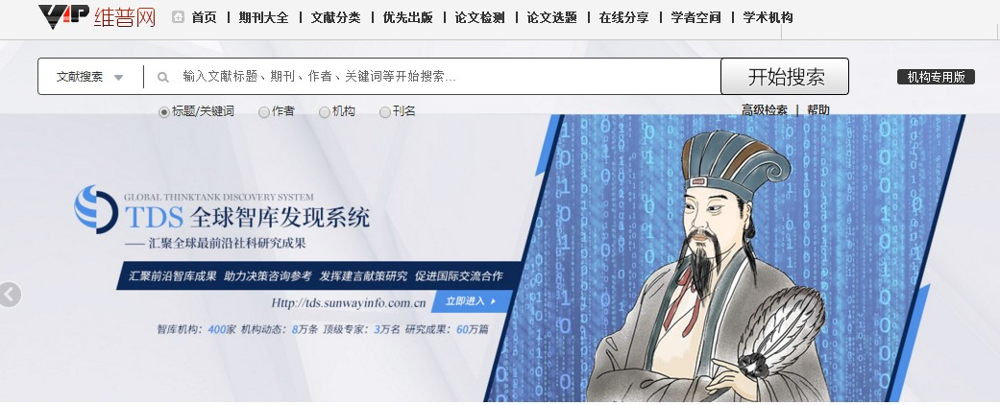 VIP 维普网 首页 | 期刊大全 | 文献分类 | 优先出版 | 论文检测 | 论文选题 | 在线分享 | 学者空间 | 学术机构
文献搜索 输入文献标题、期刊、作者、关键词等开始搜索... 开始搜索 机构专用版
标题/关键词 作者 机构 刊名 高级检索 | 帮助
GLOBAL THINKTANK DISCOVERY SYSTEM
TDS 全球智库发现系统
—— 汇聚全球最前沿社科研究成果
汇聚前沿智库成果 助力决策咨询参考 发挥建言献策研究 促进国际交流合作
Http://tds.sunwayinfo.com.cn 立即进入
智库机构：400家 机构动态：8万条 顶级专家：3万名 研究成果：60万篇